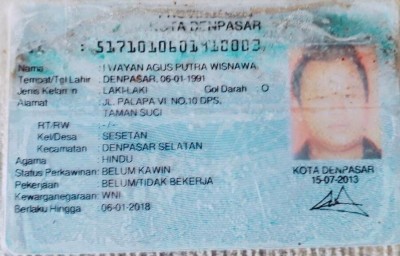 KOTA DENPASAR
Nama : I WAYAN AGUS PUTRA WISNAWA
Tempat/Tgl Lahir : DENPASAR, 06-01-1991
Jenis Kelamin : LAKI-LAKI Gol Darah : O
Alamat : JL. PALAPA VI NO.10 DPS.
TAMAN SUCI
RT/RW : -/-
Kel/Desa : SESETAN
Kecamatan : DENPASAR SELATAN
Agama : HINDU
Status Perkawinan: BELUM KAWIN
Pekerjaan : BELUM/TIDAK BEKERJA
Kewarganegaraan: WNI
Berlaku Hingga : 06-01-2018
KOTA DENPASAR
15-07-2013